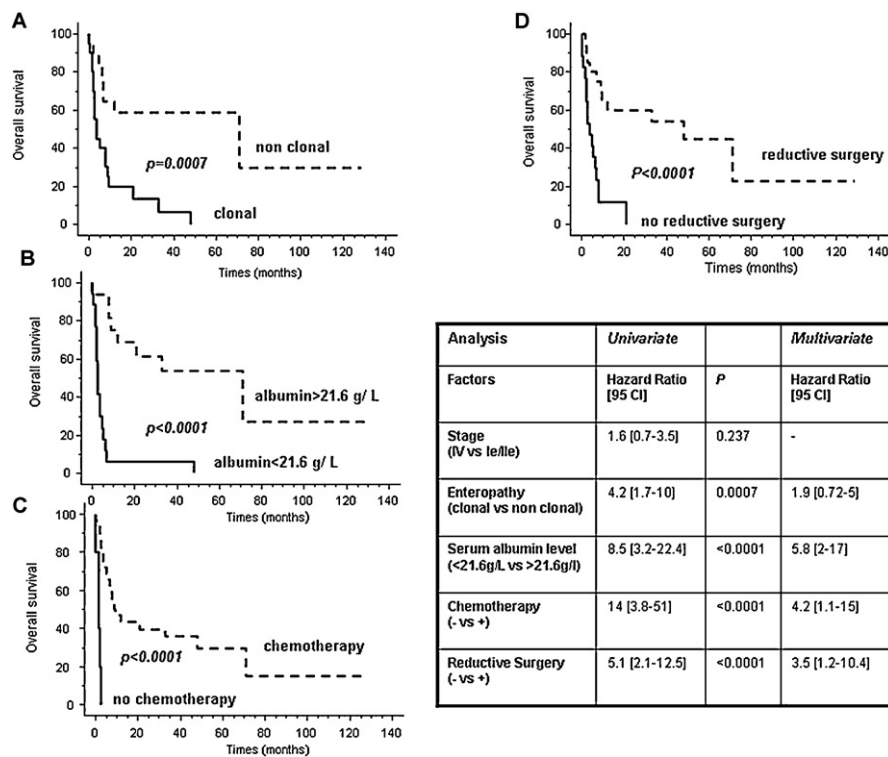 A
Overall survival
100
80
60
40
20
0
non clonal
p=0.0007
clonal
0 20 40 60 80 100 120 140
Times (months)
B
Overall survival
100
80
60
40
20
0
albumin>21.6 g/ L
p<0.0001
albumin<21.6 g/ L
0 20 40 60 80 100 120 140
Times (months)
C
Overall survival
100
80
60
40
20
0
chemotherapy
p<0.0001
no chemotherapy
0 20 40 60 80 100 120 140
Times (months)
D
Overall survival
100
80
60
40
20
0
reductive surgery
P<0.0001
no reductive surgery
0 20 40 60 80 100 120 140
Times (months)
Analysis Univariate Multivariate
Factors Hazard Ratio P Hazard Ratio
[95 CI] [95 CI]
Stage 1.6 [0.7-3.5] 0.237 -
(IV vs Ie/IIe)
Enteropathy 4.2 [1.7-10] 0.0007 1.9 [0.72-5]
(clonal vs non clonal)
Serum albumin level 8.5 [3.2-22.4] <0.0001 5.8 [2-17]
(<21.6g/L vs >21.6g/l)
Chemotherapy 14 [3.8-51] <0.0001 4.2 [1.1-15]
(- vs +)
Reductive Surgery 5.1 [2.1-12.5] <0.0001 3.5 [1.2-10.4]
(- vs +)